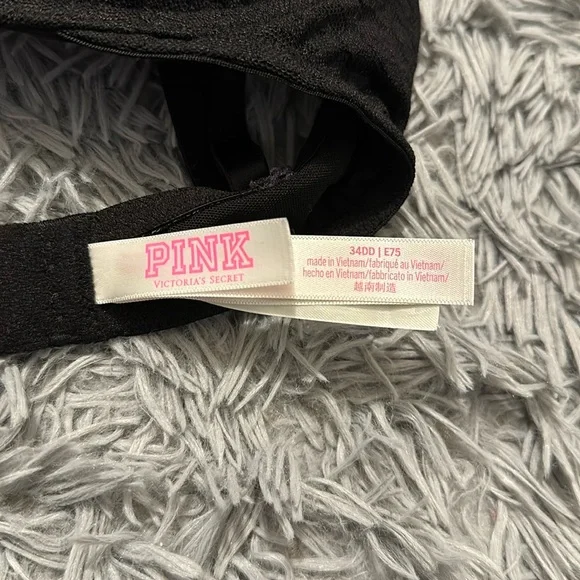 PINK
VICTORIA'S SECRET
34DD | E75
made in Vietnam/fabriqué au Vietnam/
hecho en Vietnam/fabbricato in Vietnam/
越南制造